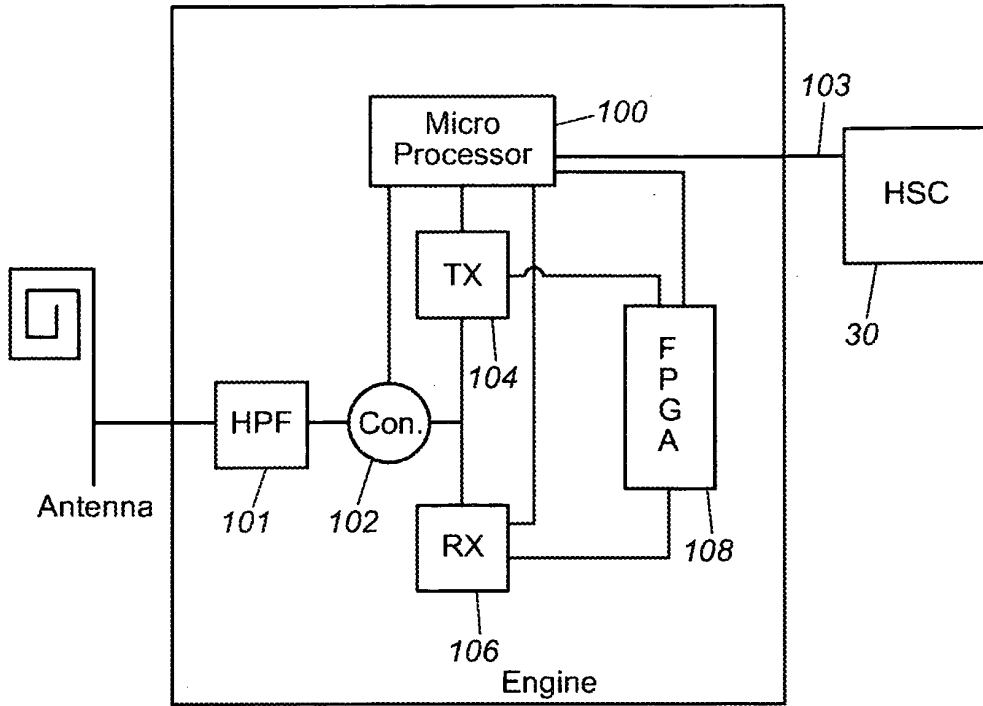 100
103
Micro
Processor
HSC
TX
30
F
P
G
A
104
HPF
Con.
Antenna
101
102
RX
108
106
Engine